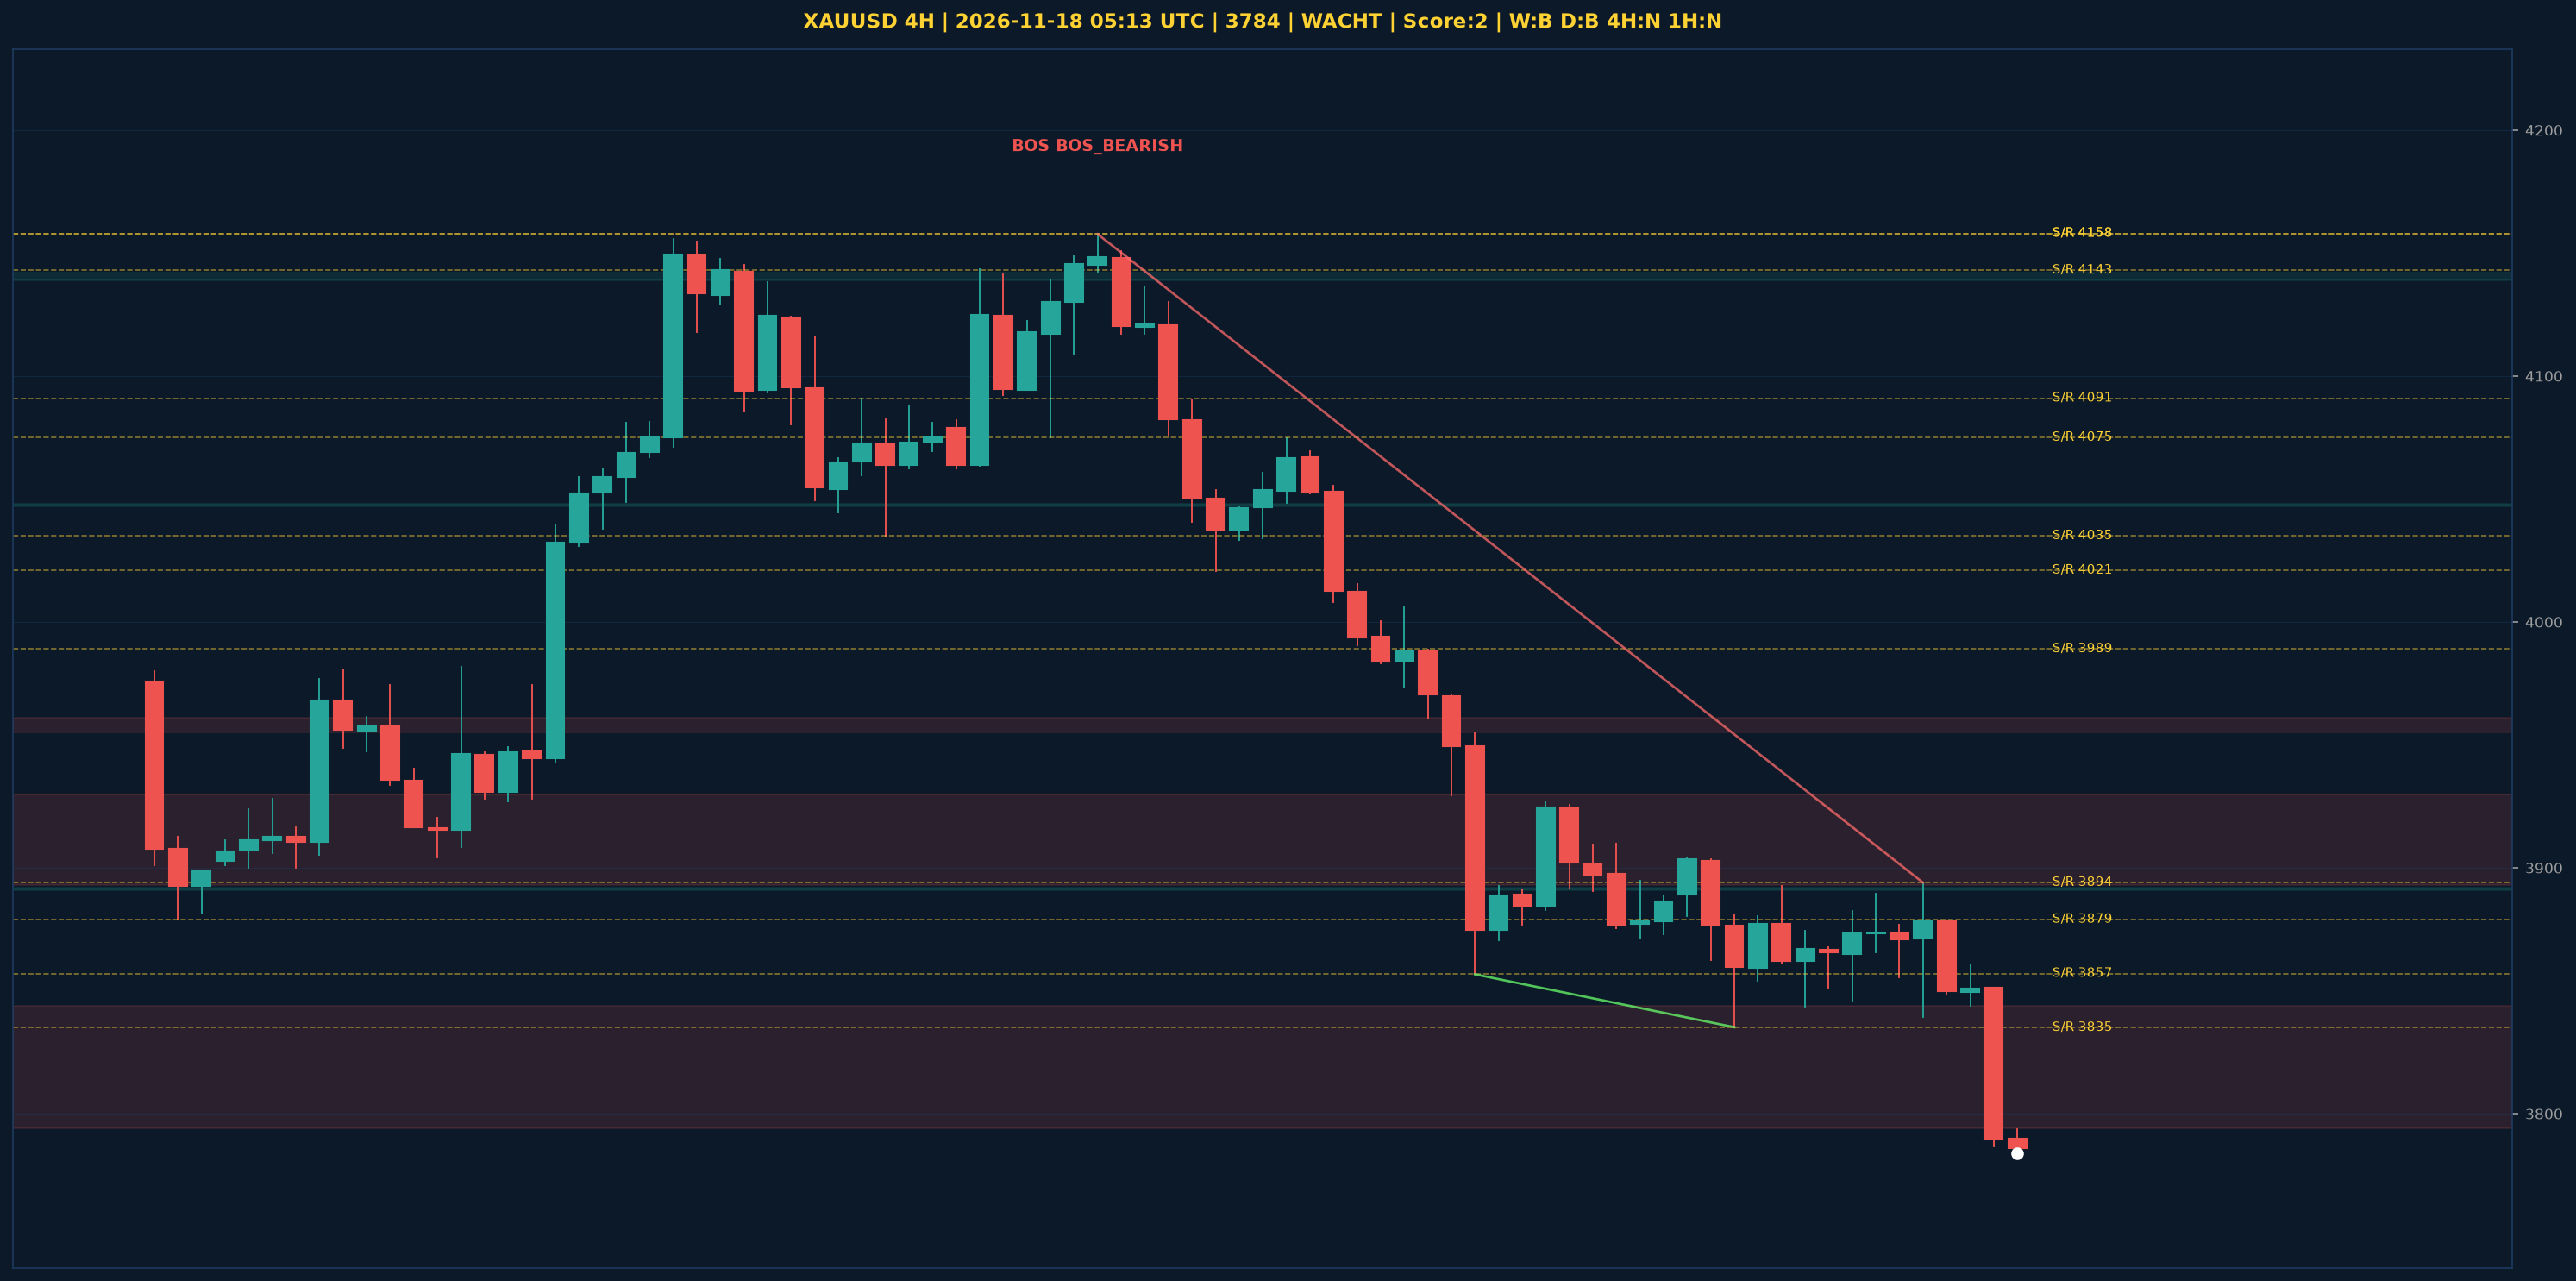 XAUUSD 4H | 2026-11-18 05:13 UTC | 3784 | WACHT | Score:2 | W:B D:B 4H:N 1H:N
4200
BOS BOS_BEARISH
S/R 4158
S/R 4143
4100
S/R 4091
S/R 4075
S/R 4035
S/R 4021
4000
S/R 3989
3900
S/R 3894
S/R 3879
S/R 3857
S/R 3835
3800